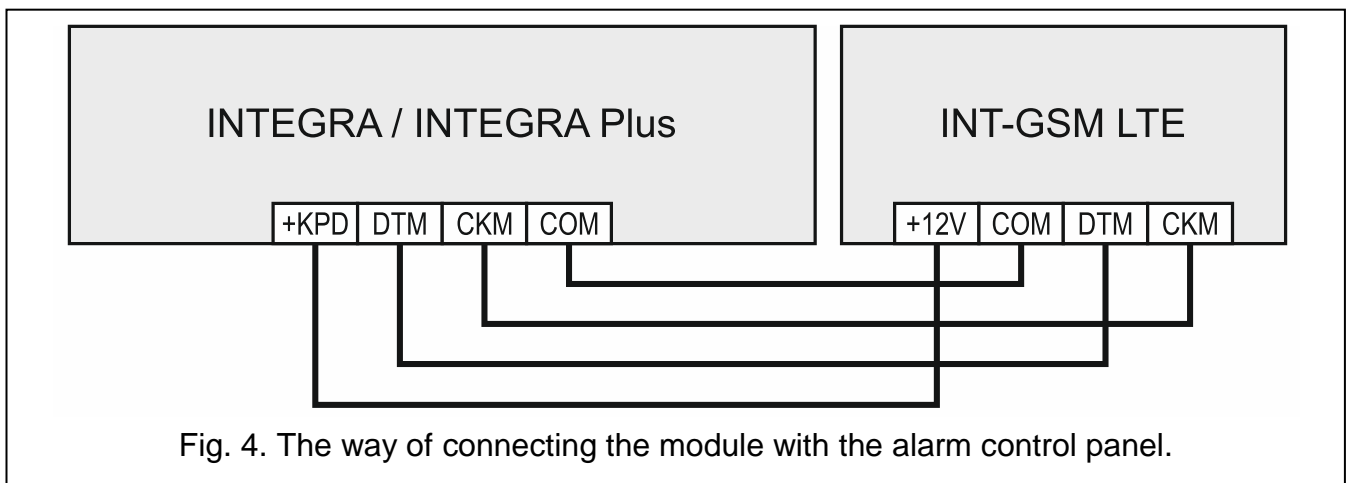 INTEGRA / INTEGRA Plus
INT-GSM LTE
+KPD DTM CKM COM
+12V COM DTM CKM
Fig. 4. The way of connecting the module with the alarm control panel.